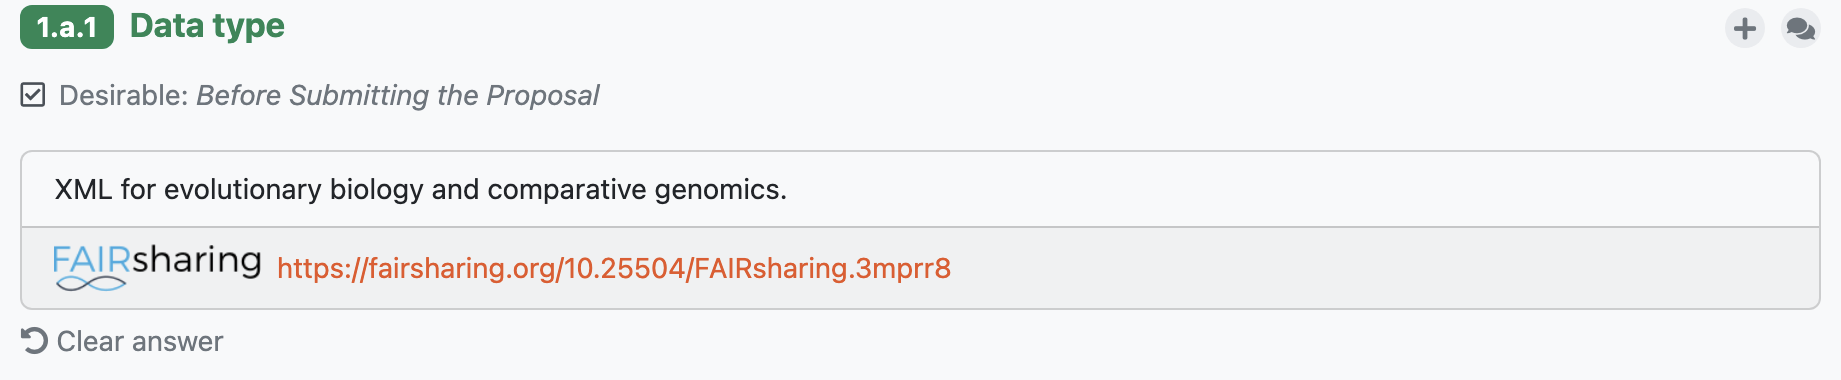 1.a.1 Data type
Desirable: Before Submitting the Proposal
XML for evolutionary biology and comparative genomics.
FAIRsharing https://fairsharing.org/10.25504/FAIRsharing.3mprr8
Clear answer